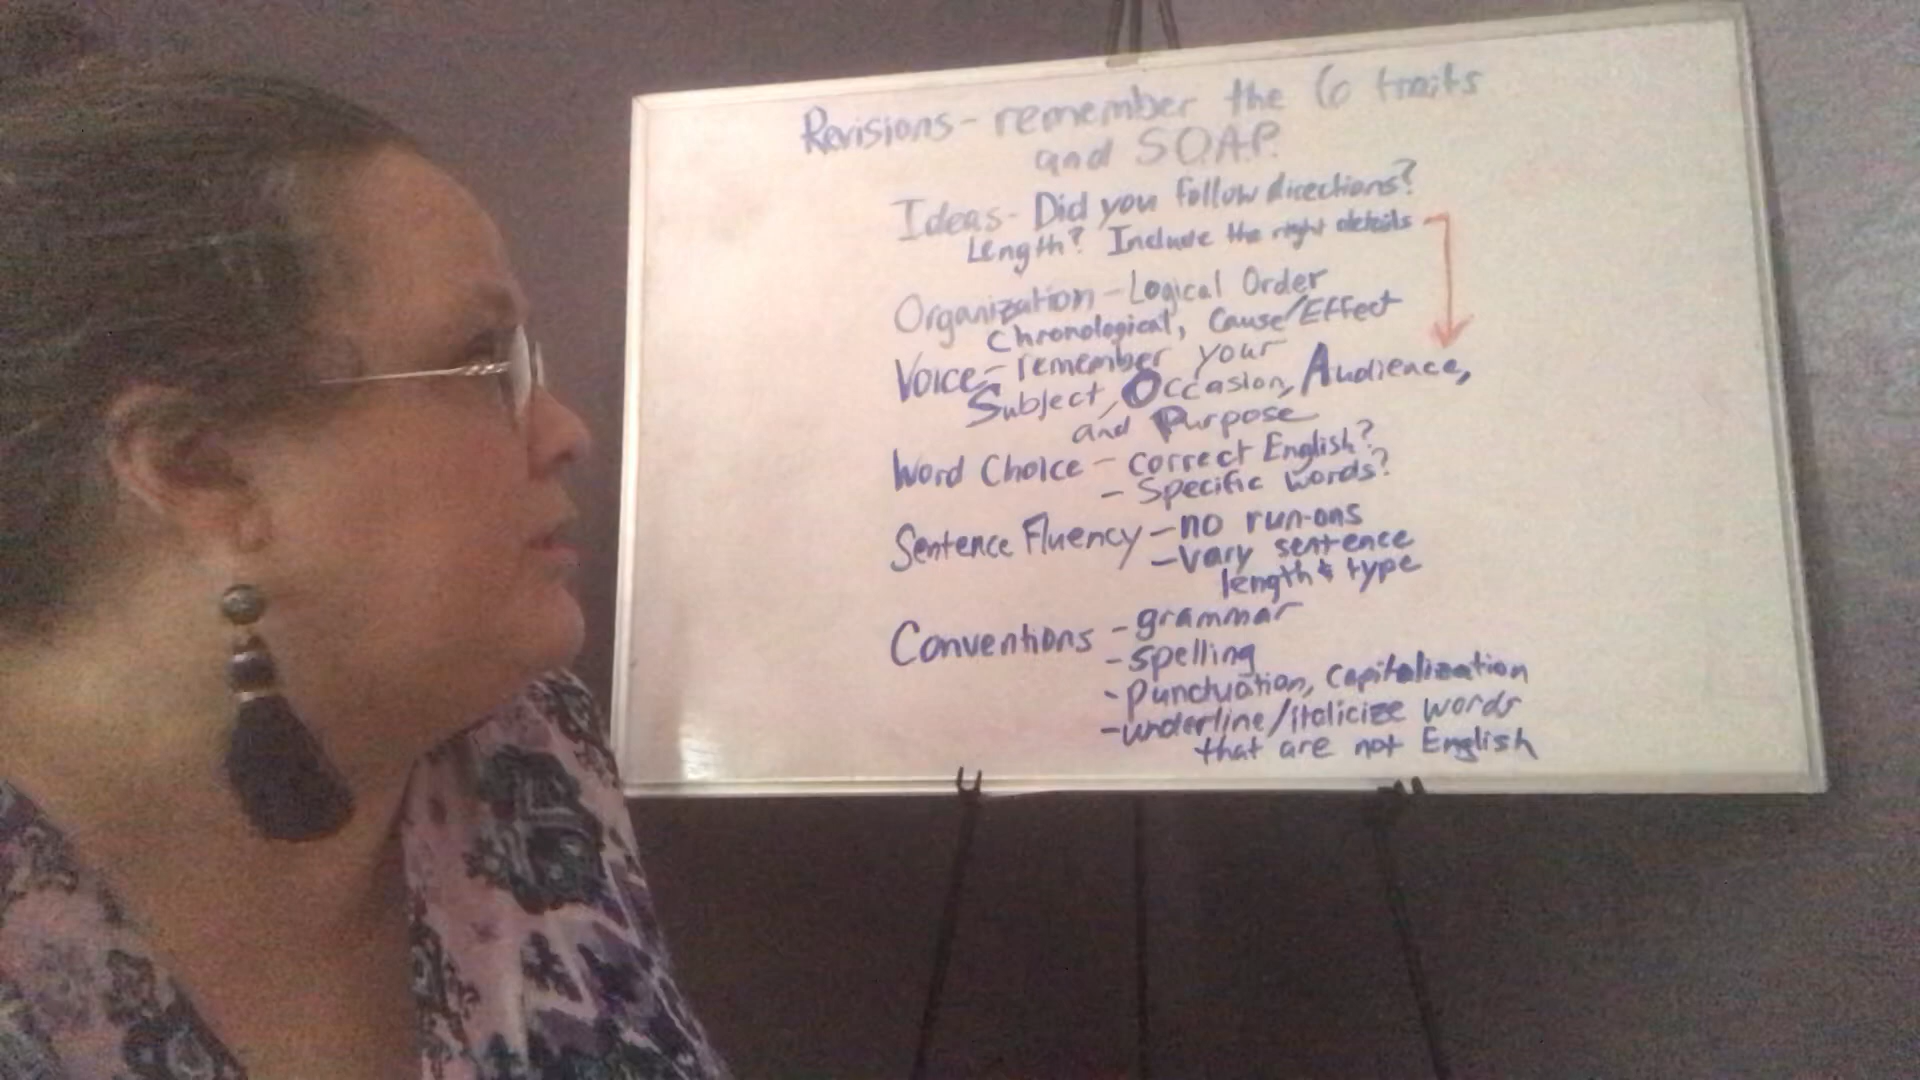 Revisions - remember the 6 traits
and S.O.A.P.
Ideas - Did you follow directions?
Length? Include the right details
Organization - Logical Order
Chronological, Cause/Effect
Voice - remember your
Subject, Occasion, Audience,
and Purpose
Word Choice - correct English?
- Specific words?
Sentence Fluency - no run-ons
- vary sentence
length & type
Conventions - grammar
- spelling
- punctuation, capitalization
- underline/italicize words
that are not English